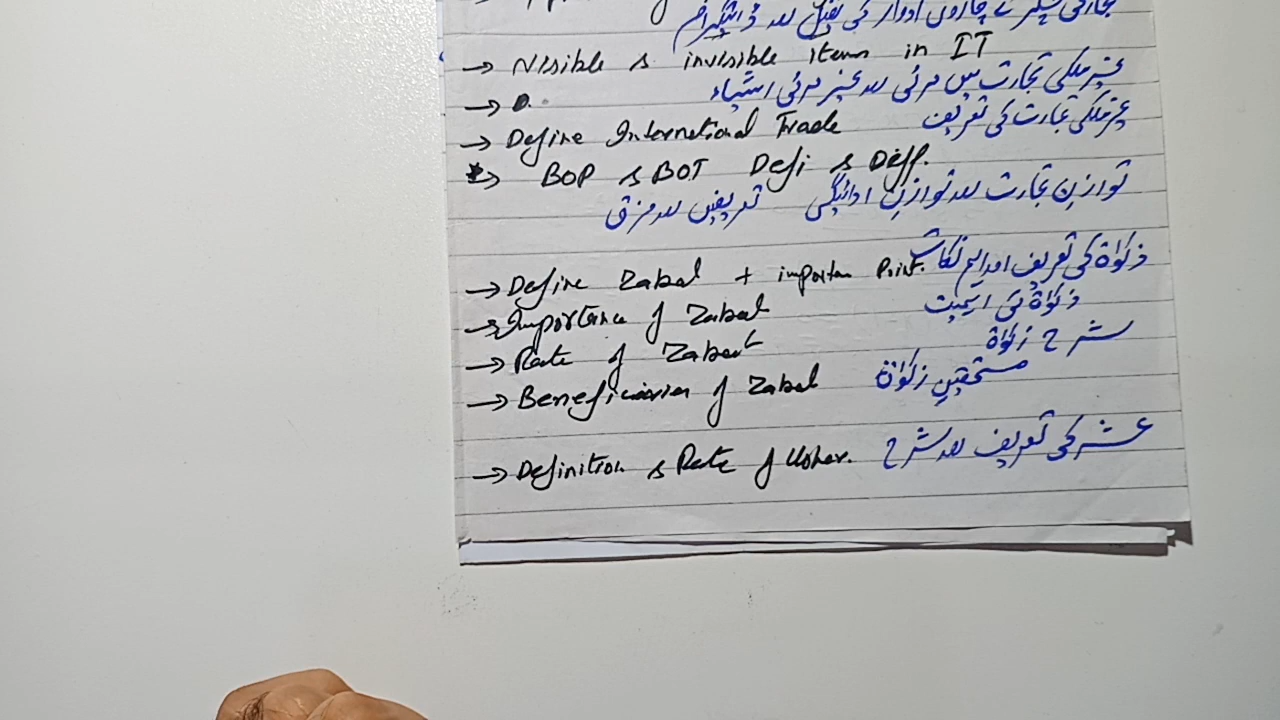 تجارتی چکر کے چاروں ادوار کی تفصیل اور ڈائیگرام
→ Visible & invisible items in IT
غیر ملکی تجارت میں مرئی اور غیر مرئی اشیاء
→ D.
→ Define International Trade غیر ملکی تجارت کی تعریف
→ BOP & BOT Defi & Diff.
توازنِ تجارت اور توازنِ ادائیگی تعریفیں اور فرق
→ Define Zakat + importan Point. زکوٰة کی تعریف اور اہم نکات
→ Importance of Zakat زکوٰة کی اہمیت
→ Rate of Zakat شرح زکوٰة
→ Beneficiaries of Zakat مستحقینِ زکوٰة
→ Definition & Rate of Usher. عشر کی تعریف اور شرح